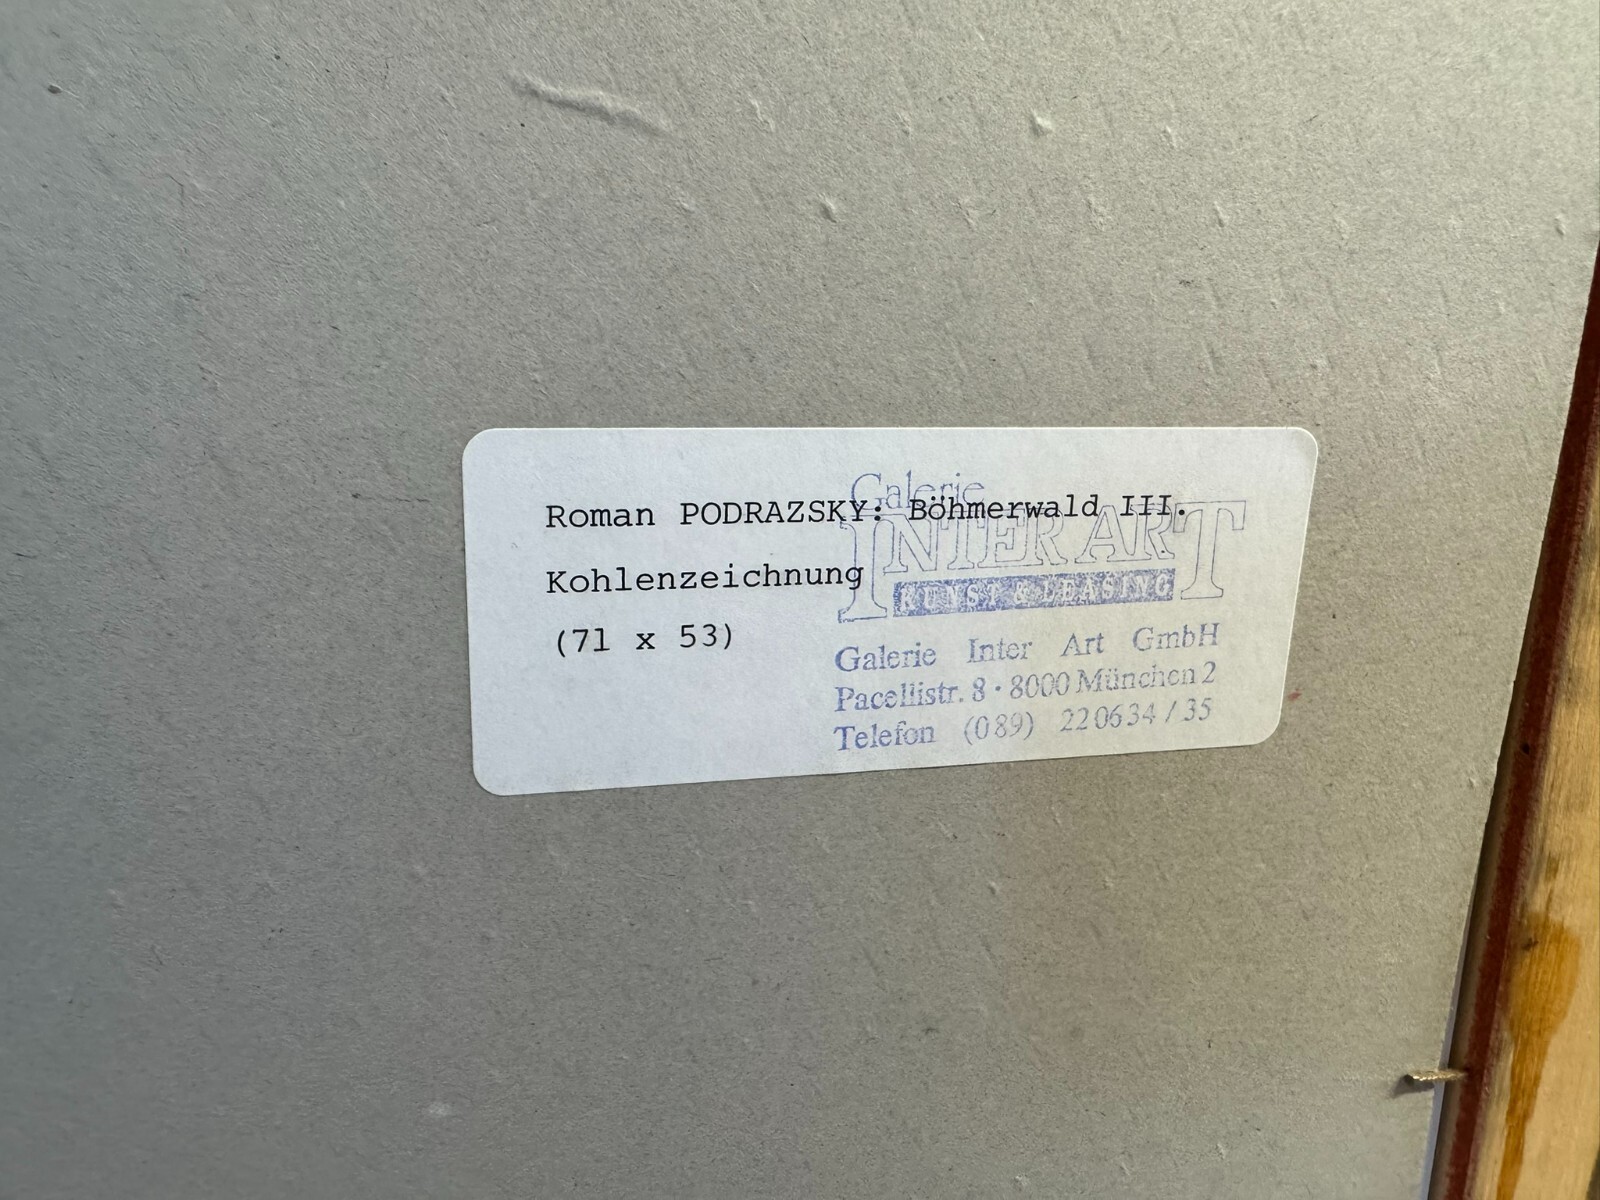 Roman PODRAZSKY: Böhmerwald III.
Kohlenzeichnung
(71 x 53)
Galerie
INTER ART
KUNST & LEASING
Galerie Inter Art GmbH
Pacellistr. 8 · 8000 München 2
Telefon (089) 220634 / 35